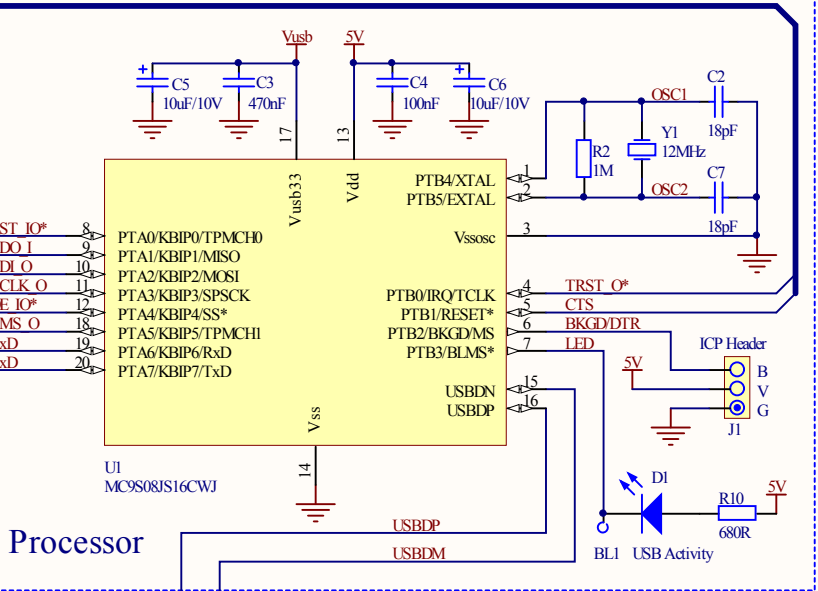 Vusb
5V
C5
10uF/10V
C3
470nF
C4
100nF
C6
10uF/10V
17
13
Vusb33
Vdd
OSC1
C2
18pF
R2
1M
Y1
12MHz
OSC2
C7
18pF
PTB4/XTAL 1
PTB5/EXTAL 2
Vssosc 3
ST_IO* 8 PTA0/KBIP0/TPMCH0
DO_I 9 PTA1/KBIP1/MISO
DI_O 10 PTA2/KBIP2/MOSI
CLK_O 11 PTA3/KBIP3/SPSCK
E_IO* 12 PTA4/KBIP4/SS*
MS_O 18 PTA5/KBIP5/TPMCH1
xD 19 PTA6/KBIP6/RxD
xD 20 PTA7/KBIP7/TxD
PTB0/IRQ/TCLK 4 TRST_O*
PTB1/RESET* 5 CTS
PTB2/BKGD/MS 6 BKGD/DTR
PTB3/BLMS* 7 LED
USBDN 15
USBDP 16
Vss
14
U1
MC9S08JS16CWJ
ICP Header
5V
B
V
G
J1
D1
R10
5V
680R
BL1 USB Activity
USBDP
USBDM
Processor